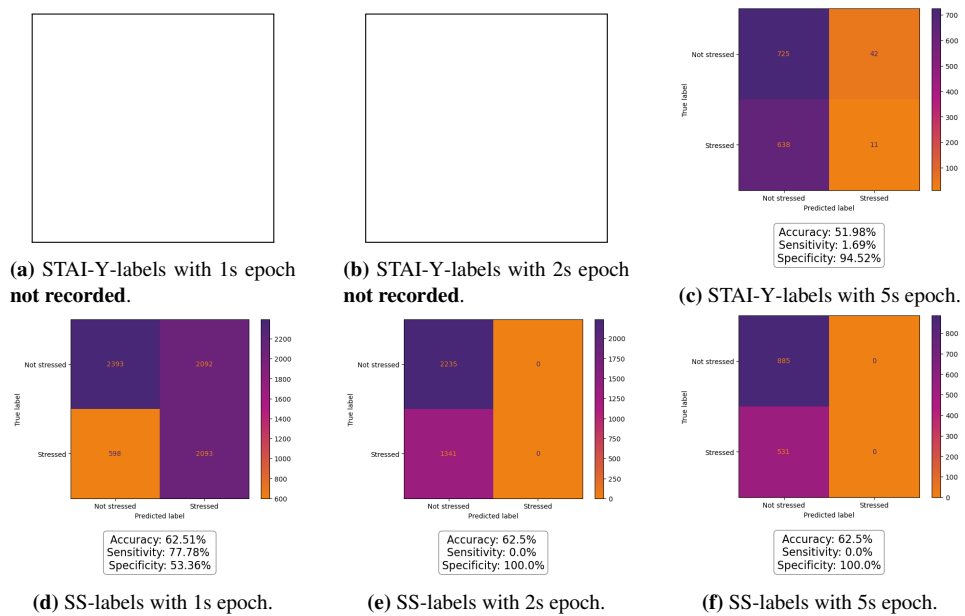 700
600
500
400
300
200
100
Not stressed
Stressed
True label
725
42
638
11
Not stressed
Stressed
Predicted label
Accuracy: 51.98%
Sensitivity: 1.69%
Specificity: 94.52%
(a) STAI-Y-labels with 1s epoch
not recorded.
(b) STAI-Y-labels with 2s epoch
not recorded.
(c) STAI-Y-labels with 5s epoch.
Not stressed
Stressed
True label
2393
2092
598
2093
Not stressed
Stressed
Predicted label
2200
2000
1800
1600
1400
1200
1000
800
600
Accuracy: 62.51%
Sensitivity: 77.78%
Specificity: 53.36%
(d) SS-labels with 1s epoch.
Not stressed
Stressed
True label
2235
0
1341
0
Not stressed
Stressed
Predicted label
2000
1750
1500
1250
1000
750
500
250
0
Accuracy: 62.5%
Sensitivity: 0.0%
Specificity: 100.0%
(e) SS-labels with 2s epoch.
Not stressed
Stressed
True label
885
0
531
0
Not stressed
Stressed
Predicted label
800
700
600
500
400
300
200
100
0
Accuracy: 62.5%
Sensitivity: 0.0%
Specificity: 100.0%
(f) SS-labels with 5s epoch.